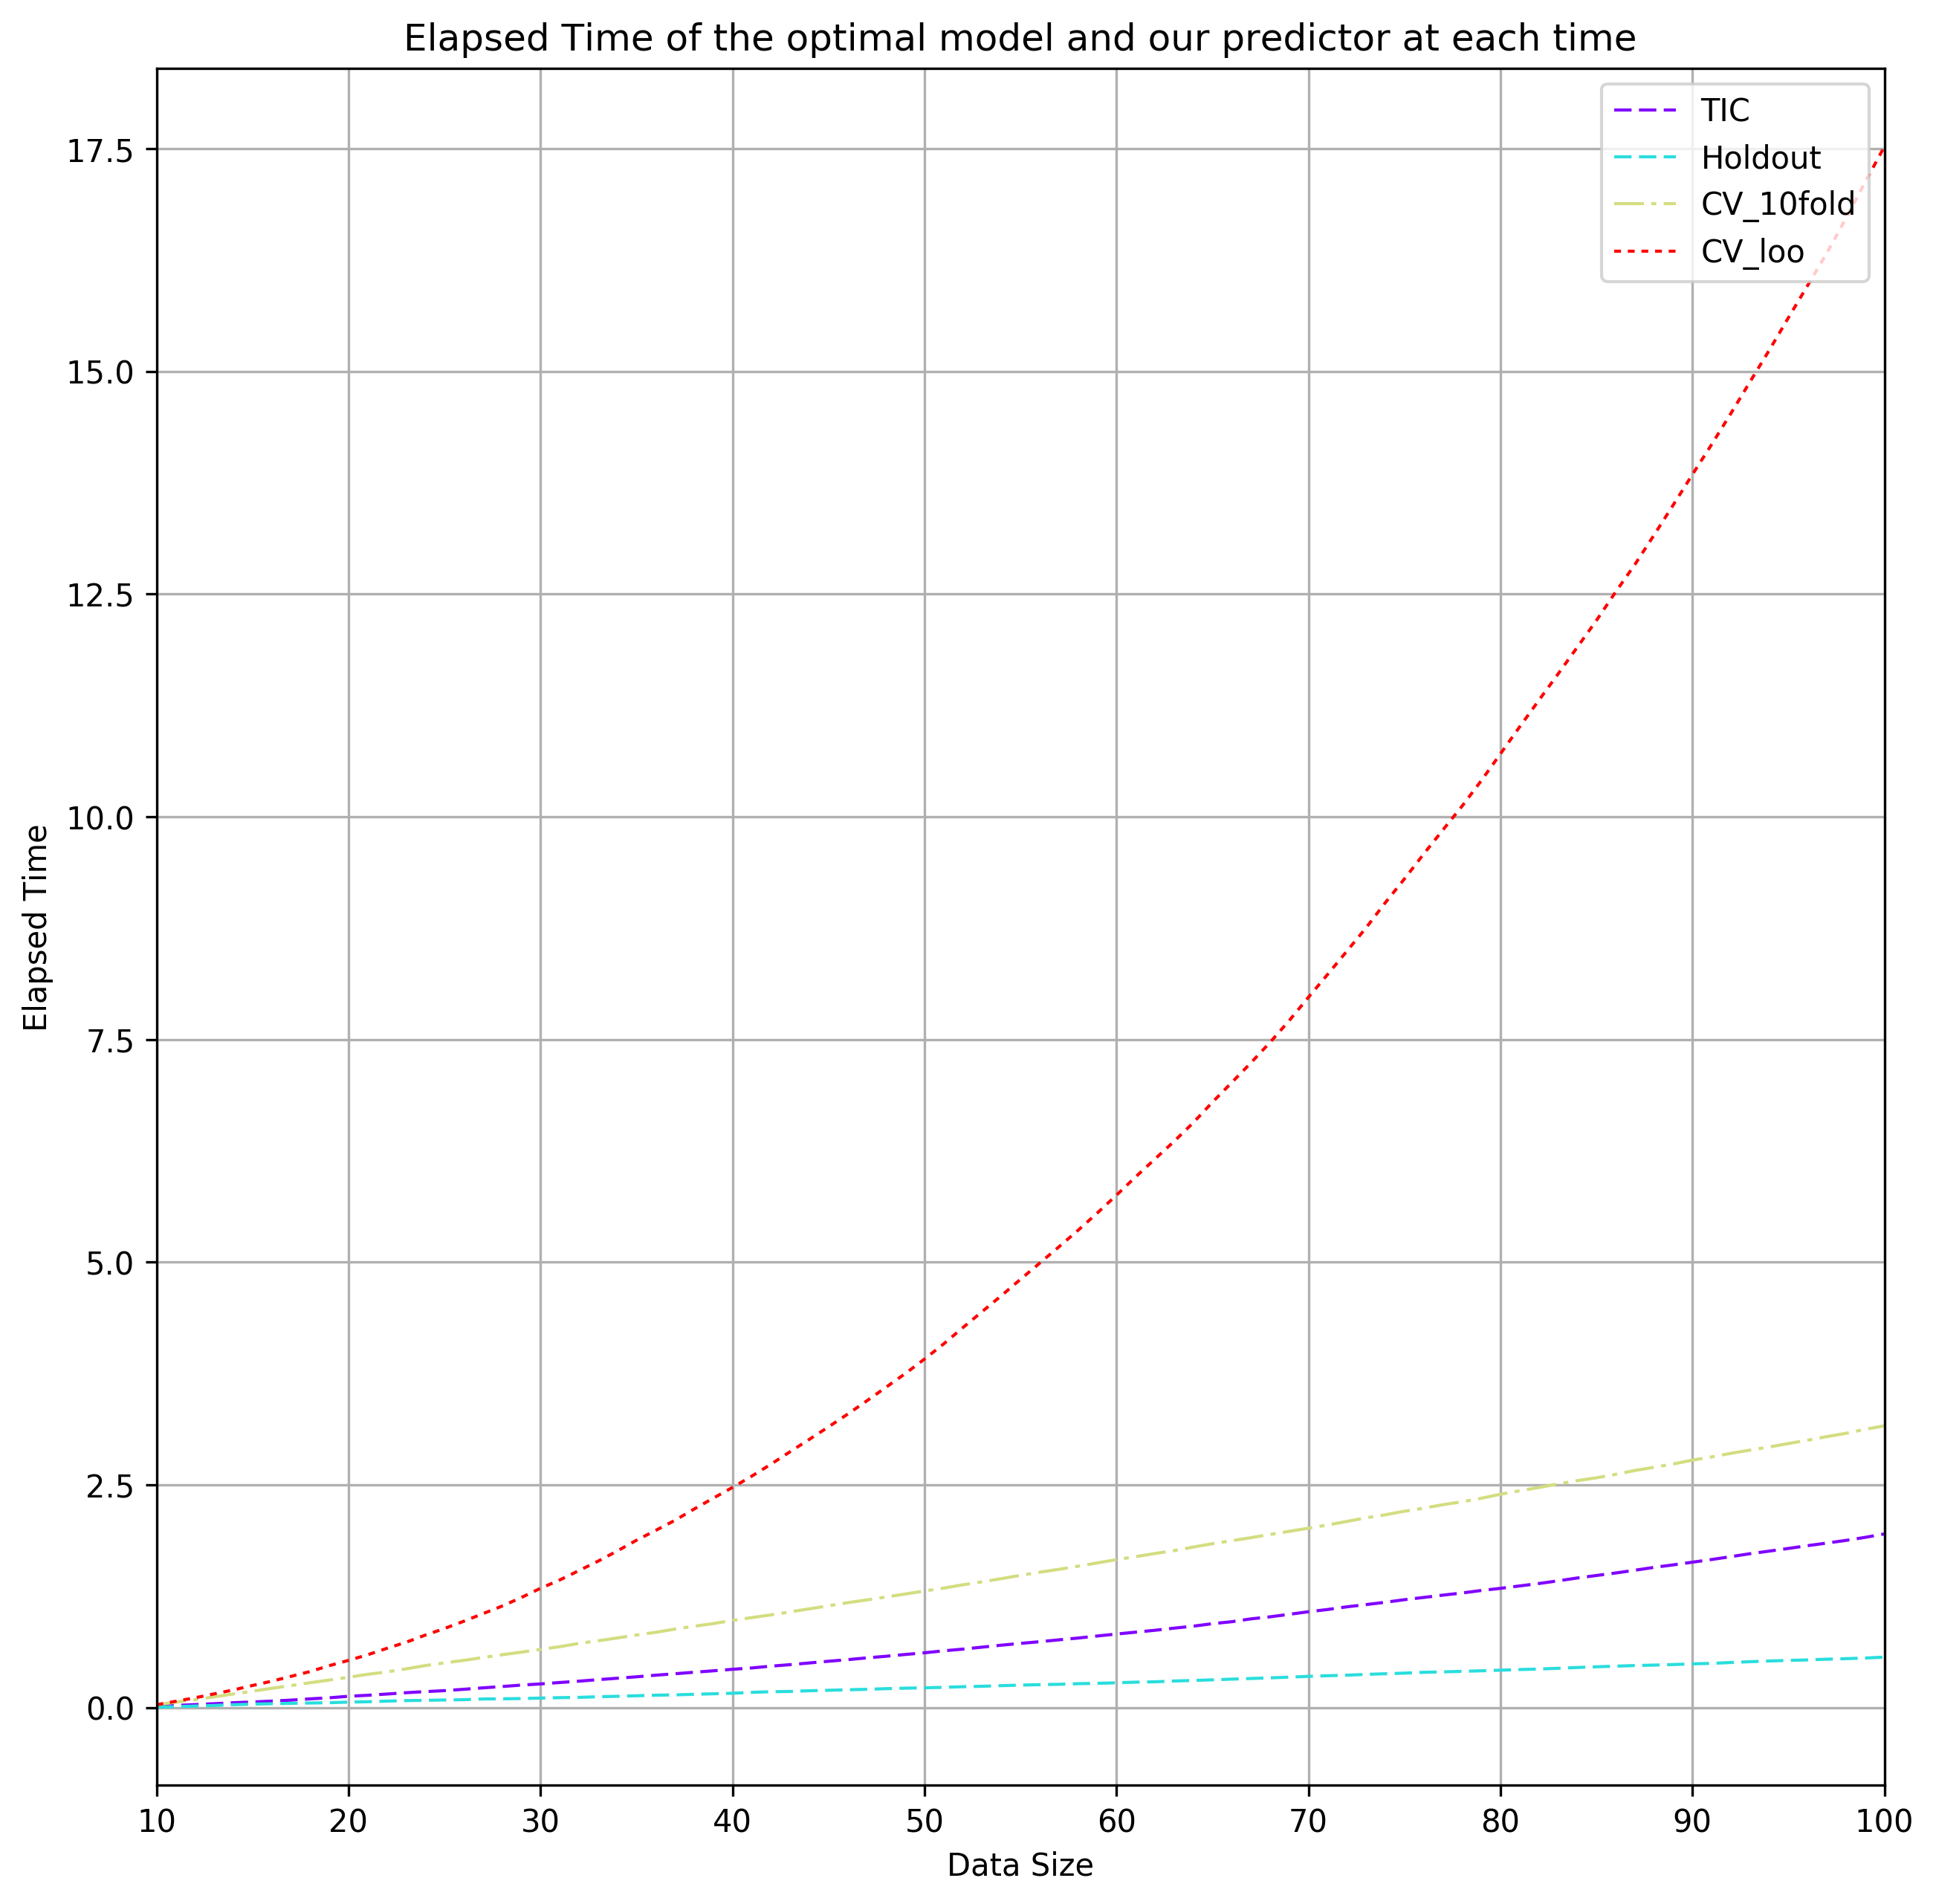 Elapsed Time of the optimal model and our predictor at each time
TIC
Holdout
CV_10fold
CV_loo
17.5
15.0
12.5
10.0
7.5
5.0
2.5
0.0
Elapsed Time
10 20 30 40 50 60 70 80 90 100
Data Size